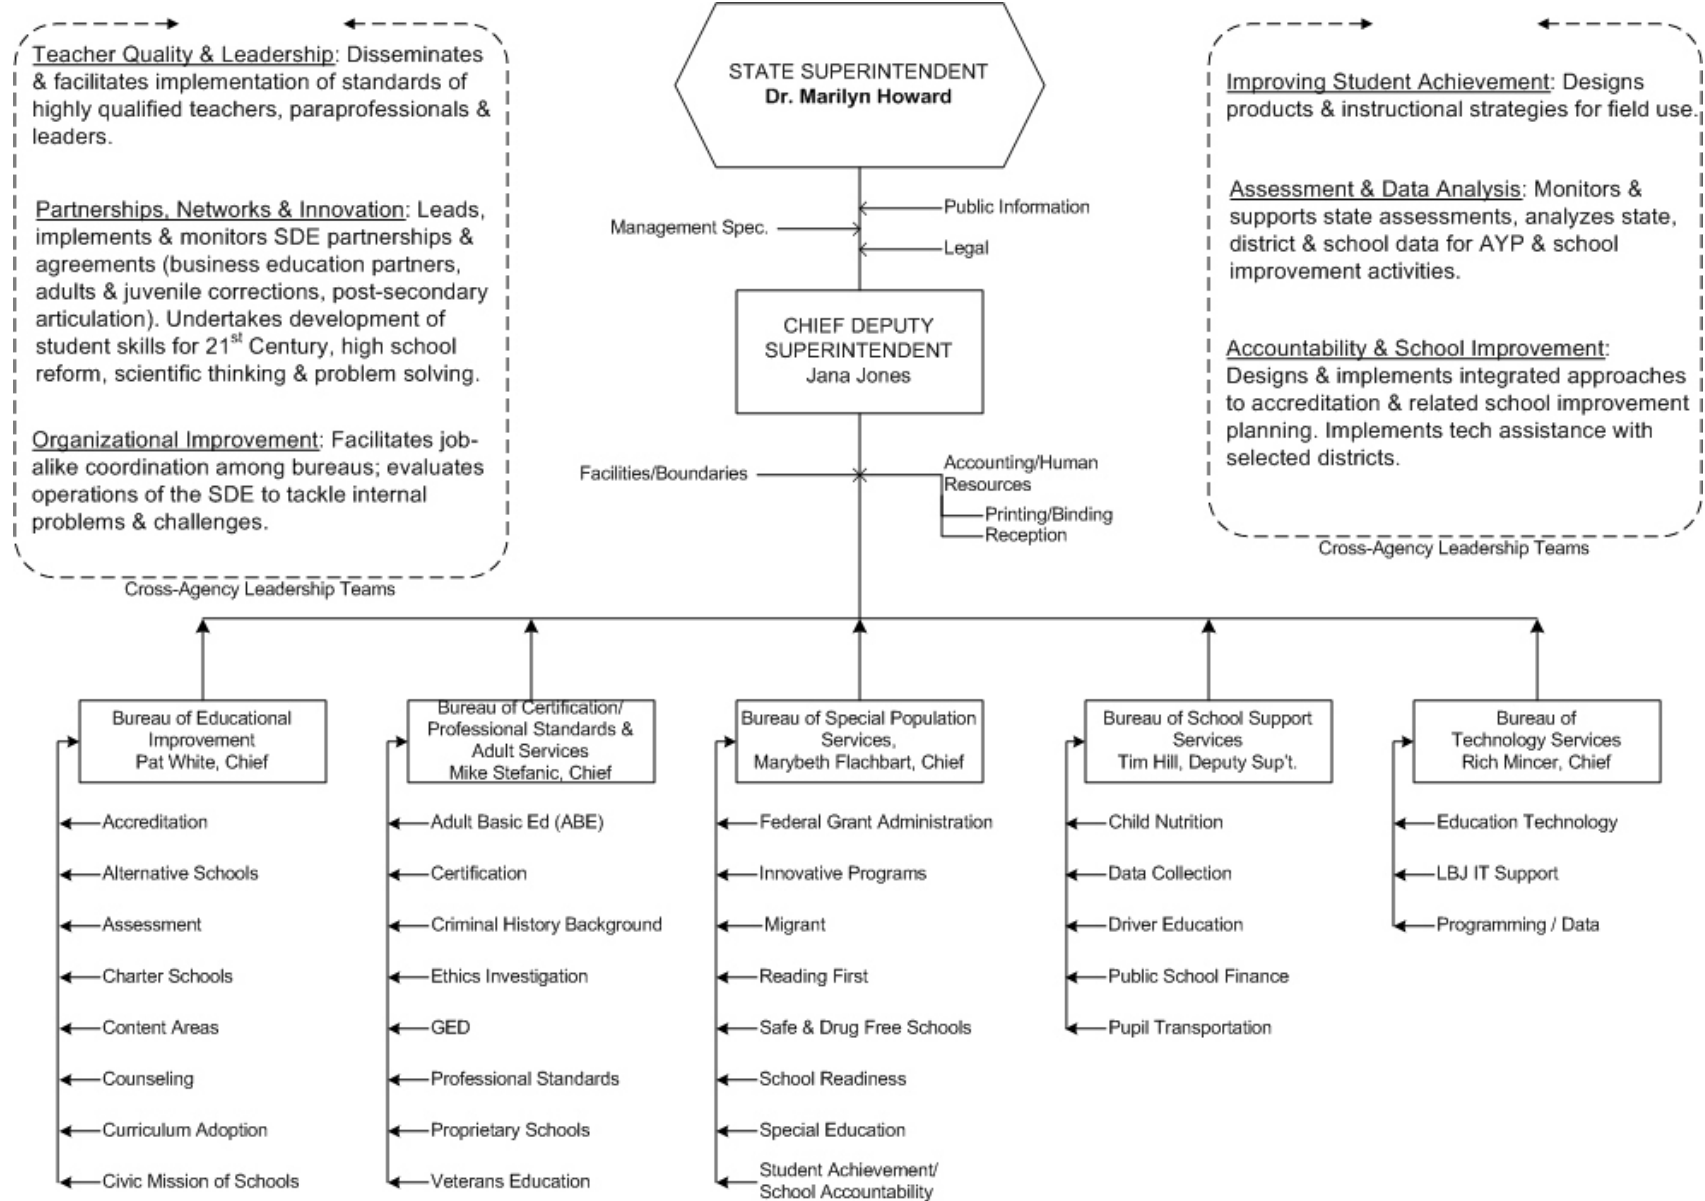 Teacher Quality & Leadership: Disseminates
& facilitates implementation of standards of
highly qualified teachers, paraprofessionals &
leaders.
Partnerships, Networks & Innovation: Leads,
implements & monitors SDE partnerships &
agreements (business education partners,
adults & juvenile corrections, post-secondary
articulation). Undertakes development of
student skills for 21st Century, high school
reform, scientific thinking & problem solving.
Organizational Improvement: Facilitates job-
alike coordination among bureaus; evaluates
operations of the SDE to tackle internal
problems & challenges.
Cross-Agency Leadership Teams
STATE SUPERINTENDENT
Dr. Marilyn Howard
Public Information
Management Spec.
Legal
CHIEF DEPUTY
SUPERINTENDENT
Jana Jones
Facilities/Boundaries
Accounting/Human
Resources
Printing/Binding
Reception
Improving Student Achievement: Designs
products & instructional strategies for field use.
Assessment & Data Analysis: Monitors &
supports state assessments, analyzes state,
district & school data for AYP & school
improvement activities.
Accountability & School Improvement:
Designs & implements integrated approaches
to accreditation & related school improvement
planning. Implements tech assistance with
selected districts.
Cross-Agency Leadership Teams
Bureau of Educational
Improvement
Pat White, Chief
Accreditation
Alternative Schools
Assessment
Charter Schools
Content Areas
Counseling
Curriculum Adoption
Civic Mission of Schools
Bureau of Certification/
Professional Standards &
Adult Services
Mike Stefanic, Chief
Adult Basic Ed (ABE)
Certification
Criminal History Background
Ethics Investigation
GED
Professional Standards
Proprietary Schools
Veterans Education
Bureau of Special Population
Services,
Marybeth Flachbart, Chief
Federal Grant Administration
Innovative Programs
Migrant
Reading First
Safe & Drug Free Schools
School Readiness
Special Education
Student Achievement/
School Accountability
Bureau of School Support
Services
Tim Hill, Deputy Sup't.
Child Nutrition
Data Collection
Driver Education
Public School Finance
Pupil Transportation
Bureau of
Technology Services
Rich Mincer, Chief
Education Technology
LBJ IT Support
Programming / Data